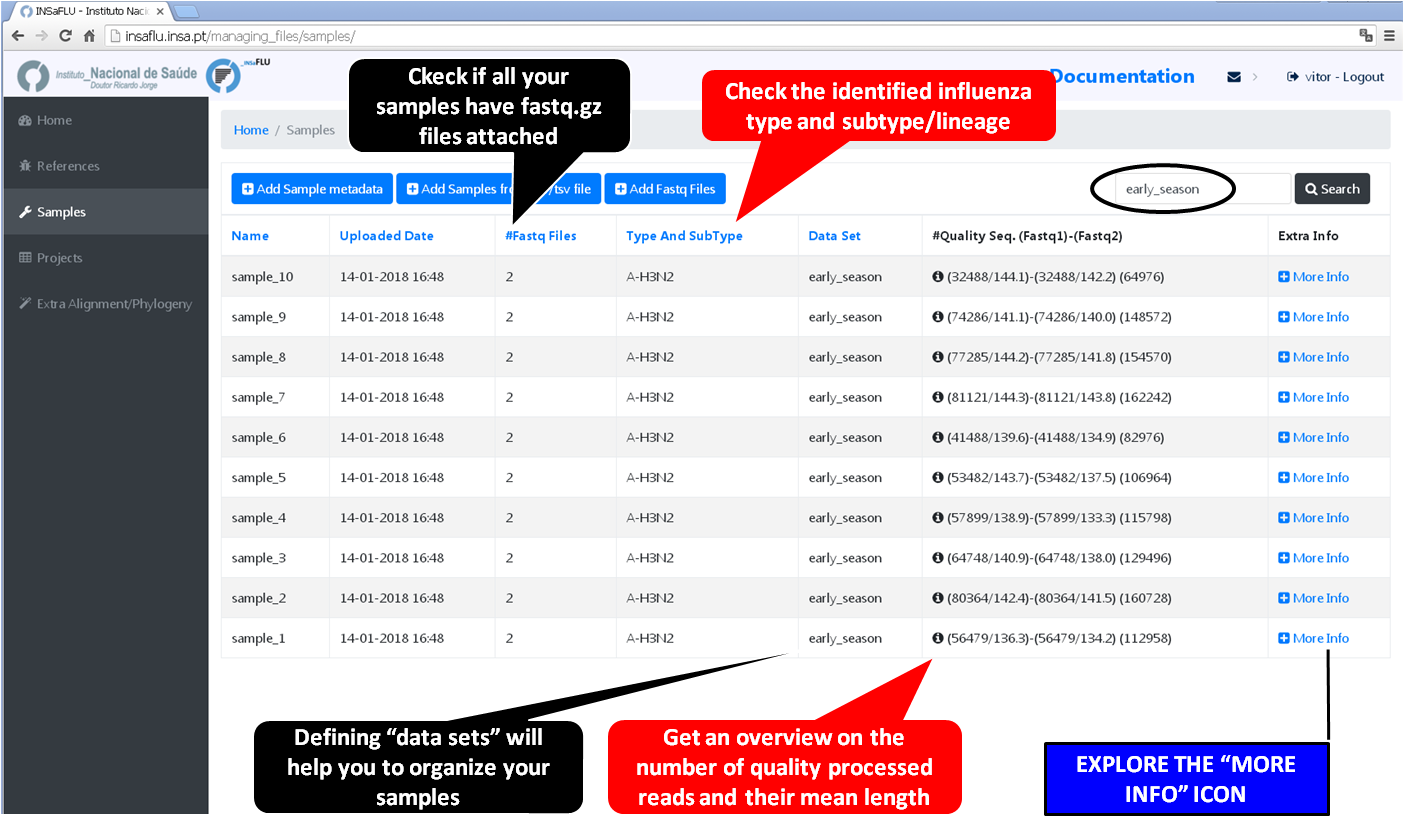 INSaFLU - Instituto Naci
insaflu.insa.pt/managing_files/samples/
Instituto_Nacional de Saúde
Doutor Ricardo Jorge
_INSaFLU
Documentation
vitor - Logout
Ckeck if all your
samples have fastq.gz
files attached
Check the identified influenza
type and subtype/lineage
Home
References
Samples
Projects
Extra Alignment/Phylogeny
Home / Samples
Add Sample metadata
Add Samples /tsv file
Add Fastq Files
early_season
Search
Name Uploaded Date #Fastq Files Type And SubType Data Set #Quality Seq. (Fastq1)-(Fastq2) Extra Info
sample_10 14-01-2018 16:48 2 A-H3N2 early_season (32488/144.1)-(32488/142.2) (64976) More Info
sample_9 14-01-2018 16:48 2 A-H3N2 early_season (74286/141.1)-(74286/140.0) (148572) More Info
sample_8 14-01-2018 16:48 2 A-H3N2 early_season (77285/144.2)-(77285/141.8) (154570) More Info
sample_7 14-01-2018 16:48 2 A-H3N2 early_season (81121/144.3)-(81121/143.8) (162242) More Info
sample_6 14-01-2018 16:48 2 A-H3N2 early_season (41488/139.6)-(41488/134.9) (82976) More Info
sample_5 14-01-2018 16:48 2 A-H3N2 early_season (53482/143.7)-(53482/137.5) (106964) More Info
sample_4 14-01-2018 16:48 2 A-H3N2 early_season (57899/138.9)-(57899/133.3) (115798) More Info
sample_3 14-01-2018 16:48 2 A-H3N2 early_season (64748/140.9)-(64748/138.0) (129496) More Info
sample_2 14-01-2018 16:48 2 A-H3N2 early_season (80364/142.4)-(80364/141.5) (160728) More Info
sample_1 14-01-2018 16:48 2 A-H3N2 early_season (56479/136.3)-(56479/134.2) (112958) More Info
Defining “data sets” will
help you to organize your
samples
Get an overview on the
number of quality processed
reads and their mean length
EXPLORE THE “MORE
INFO” ICON